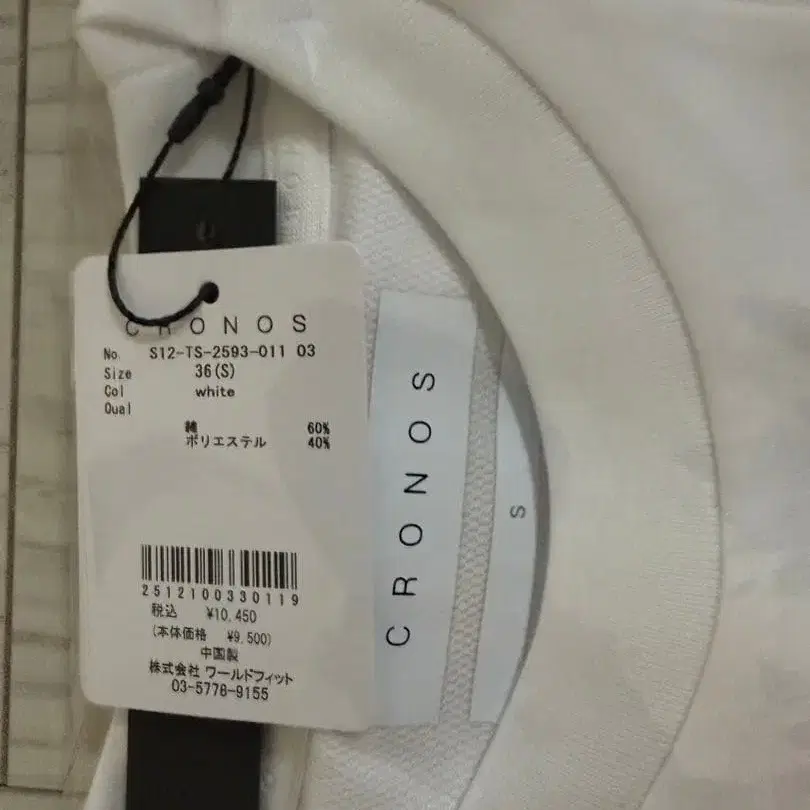 CRONOS
No. S12-TS-2593-011 03
Size 36(S)
Col white
Qual
綿 60%
ポリエステル 40%
2512100330119
税込 ¥10,450
(本体価格 ¥9,500)
中国製
株式会社 ワールドフィット
03-5778-9155
CRONOS
S